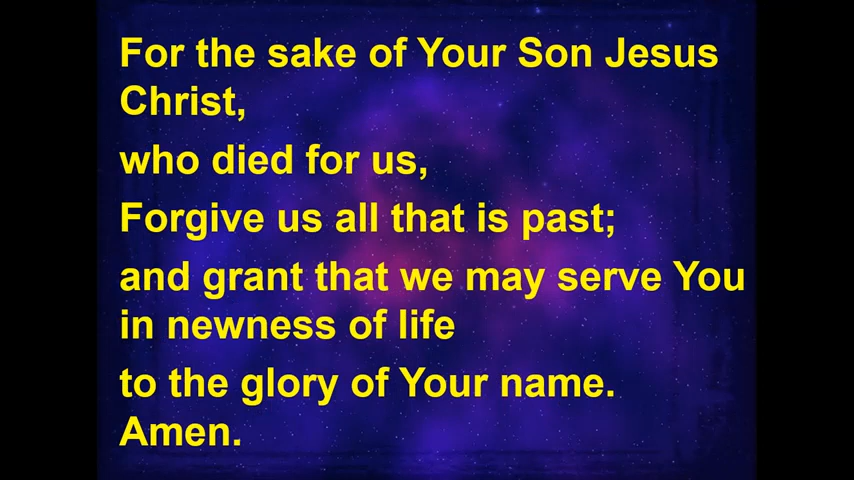 For the sake of Your Son Jesus
Christ,
who died for us,
Forgive us all that is past;
and grant that we may serve You
in newness of life
to the glory of Your name.
Amen.